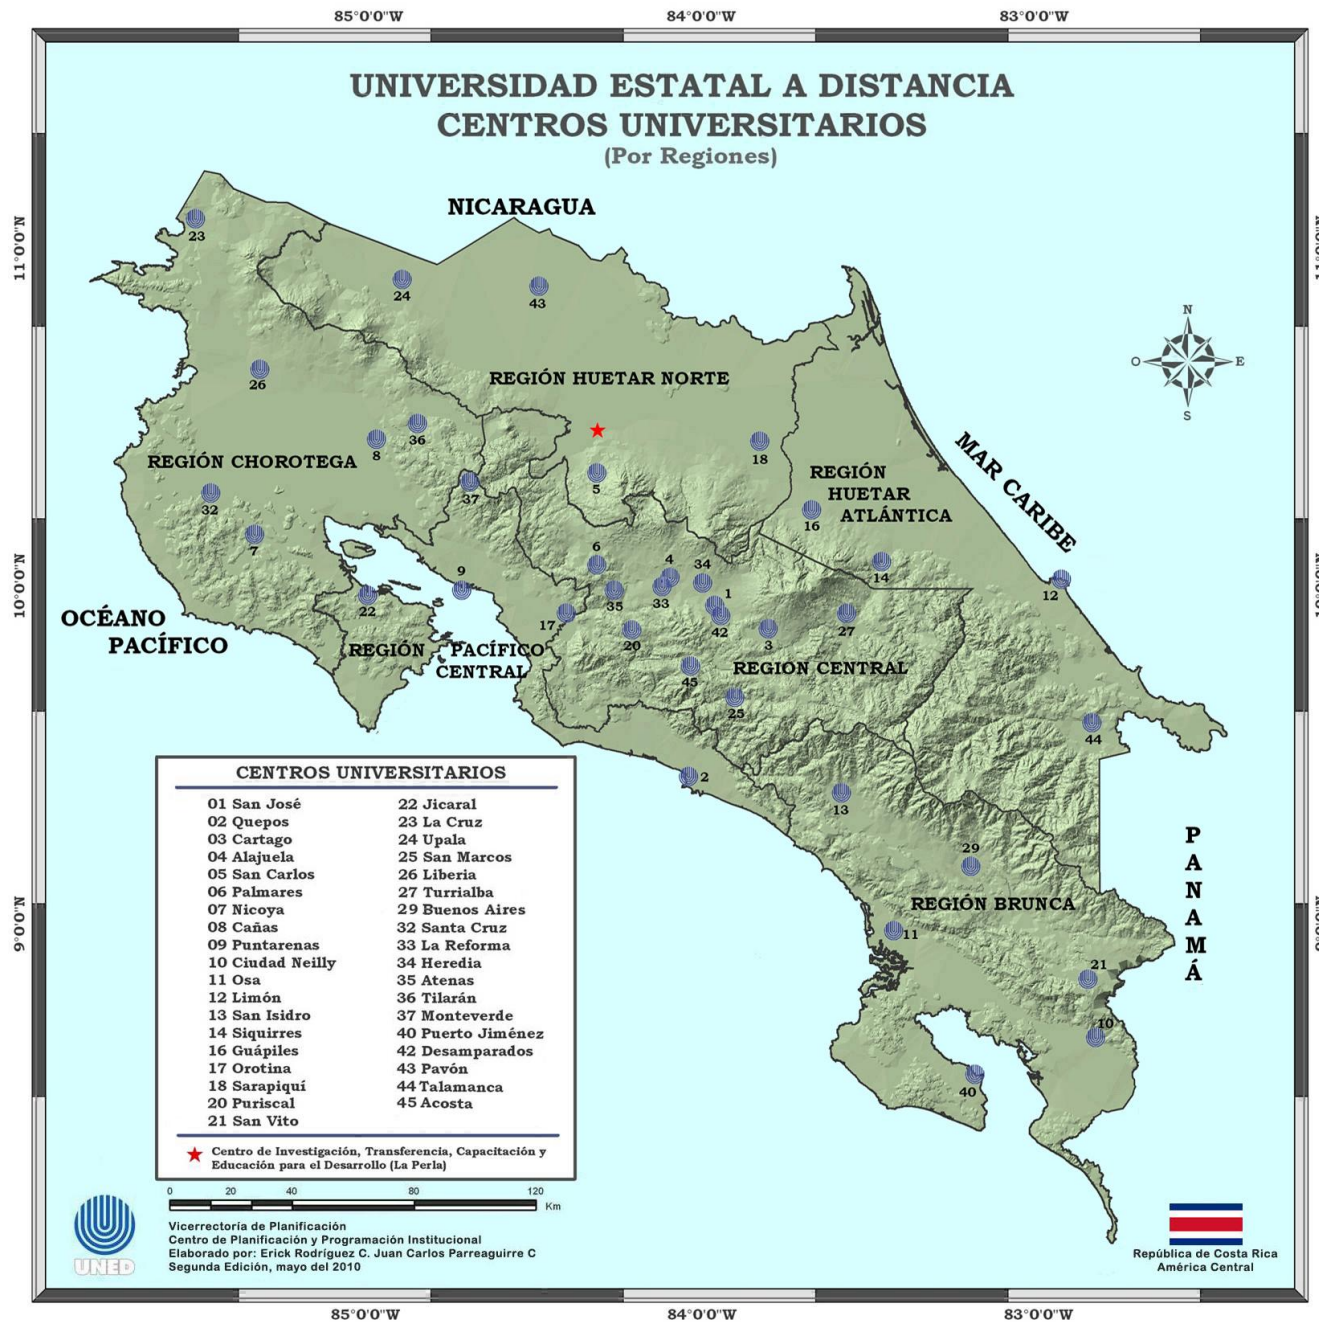 85°0'0"W
84°0'0"W
83°0'0"W
UNIVERSIDAD ESTATAL A DISTANCIA
CENTROS UNIVERSITARIOS
(Por Regiones)
NICARAGUA
11°0'0"N
11°0'0"N
23
24
43
N
O
E
S
REGIÓN HUETAR NORTE
26
36
8
18
MAR CARIBE
REGIÓN CHOROTEGA
REGIÓN
HUETAR
ATLÁNTICA
5
37
32
16
7
6
4
34
14
10°0'0"N
9
12
1
35
33
22
17
42
27
20
3
OCÉANO
PACÍFICO
REGIÓN
PACÍFICO
CENTRAL
REGION CENTRAL
45
25
44
2
13
29
PANAMÁ
REGIÓN BRUNCA
9°0'0"N
11
21
10
40
CENTROS UNIVERSITARIOS
01 San José
02 Quepos
03 Cartago
04 Alajuela
05 San Carlos
06 Palmares
07 Nicoya
08 Cañas
09 Puntarenas
10 Ciudad Neilly
11 Osa
12 Limón
13 San Isidro
14 Siquirres
16 Guápiles
17 Orotina
18 Sarapiquí
20 Puriscal
21 San Vito
22 Jicaral
23 La Cruz
24 Upala
25 San Marcos
26 Liberia
27 Turrialba
29 Buenos Aires
32 Santa Cruz
33 La Reforma
34 Heredia
35 Atenas
36 Tilarán
37 Monteverde
40 Puerto Jiménez
42 Desamparados
43 Pavón
44 Talamanca
45 Acosta
Centro de Investigación, Transferencia, Capacitación y
Educación para el Desarrollo (La Perla)
0 20 40 80 120
Km
UNED
Vicerrectoría de Planificación
Centro de Planificación y Programación Institucional
Elaborado por: Erick Rodríguez C. Juan Carlos Parreaguirre C
Segunda Edición, mayo del 2010
República de Costa Rica
América Central
85°0'0"W
84°0'0"W
83°0'0"W